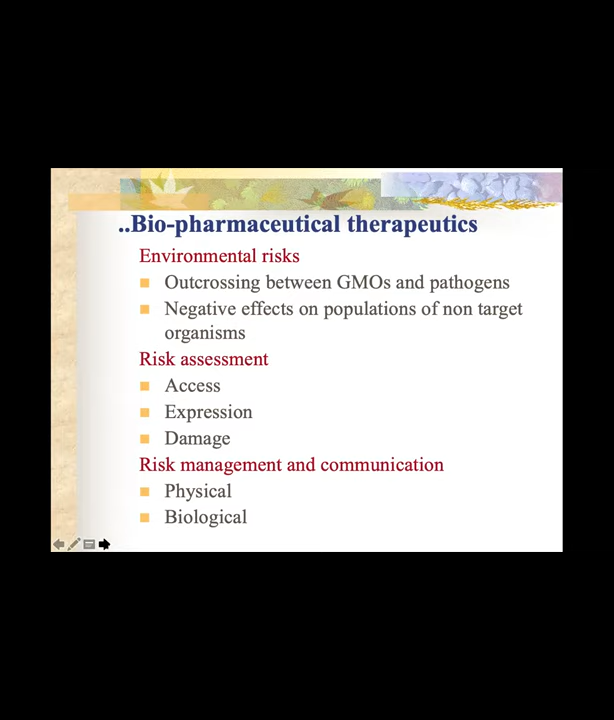 ..Bio-pharmaceutical therapeutics
Environmental risks
Outcrossing between GMOs and pathogens
Negative effects on populations of non target
organisms
Risk assessment
Access
Expression
Damage
Risk management and communication
Physical
Biological